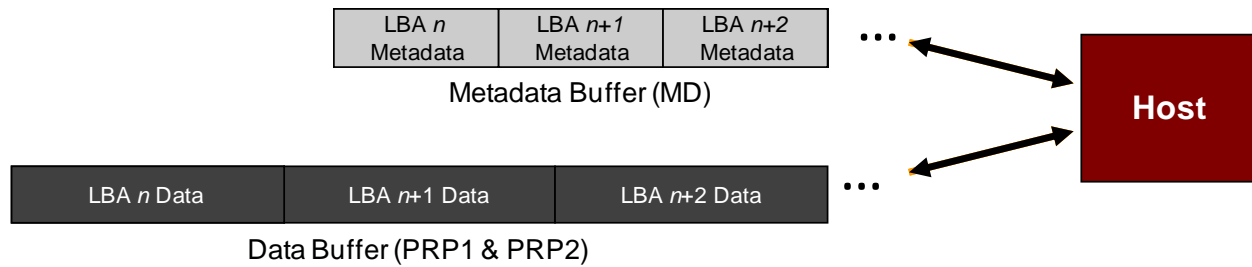 LBA n Metadata
LBA n+1 Metadata
LBA n+2 Metadata
...
Metadata Buffer (MD)
Host
LBA n Data
LBA n+1 Data
LBA n+2 Data
...
Data Buffer (PRP1 & PRP2)